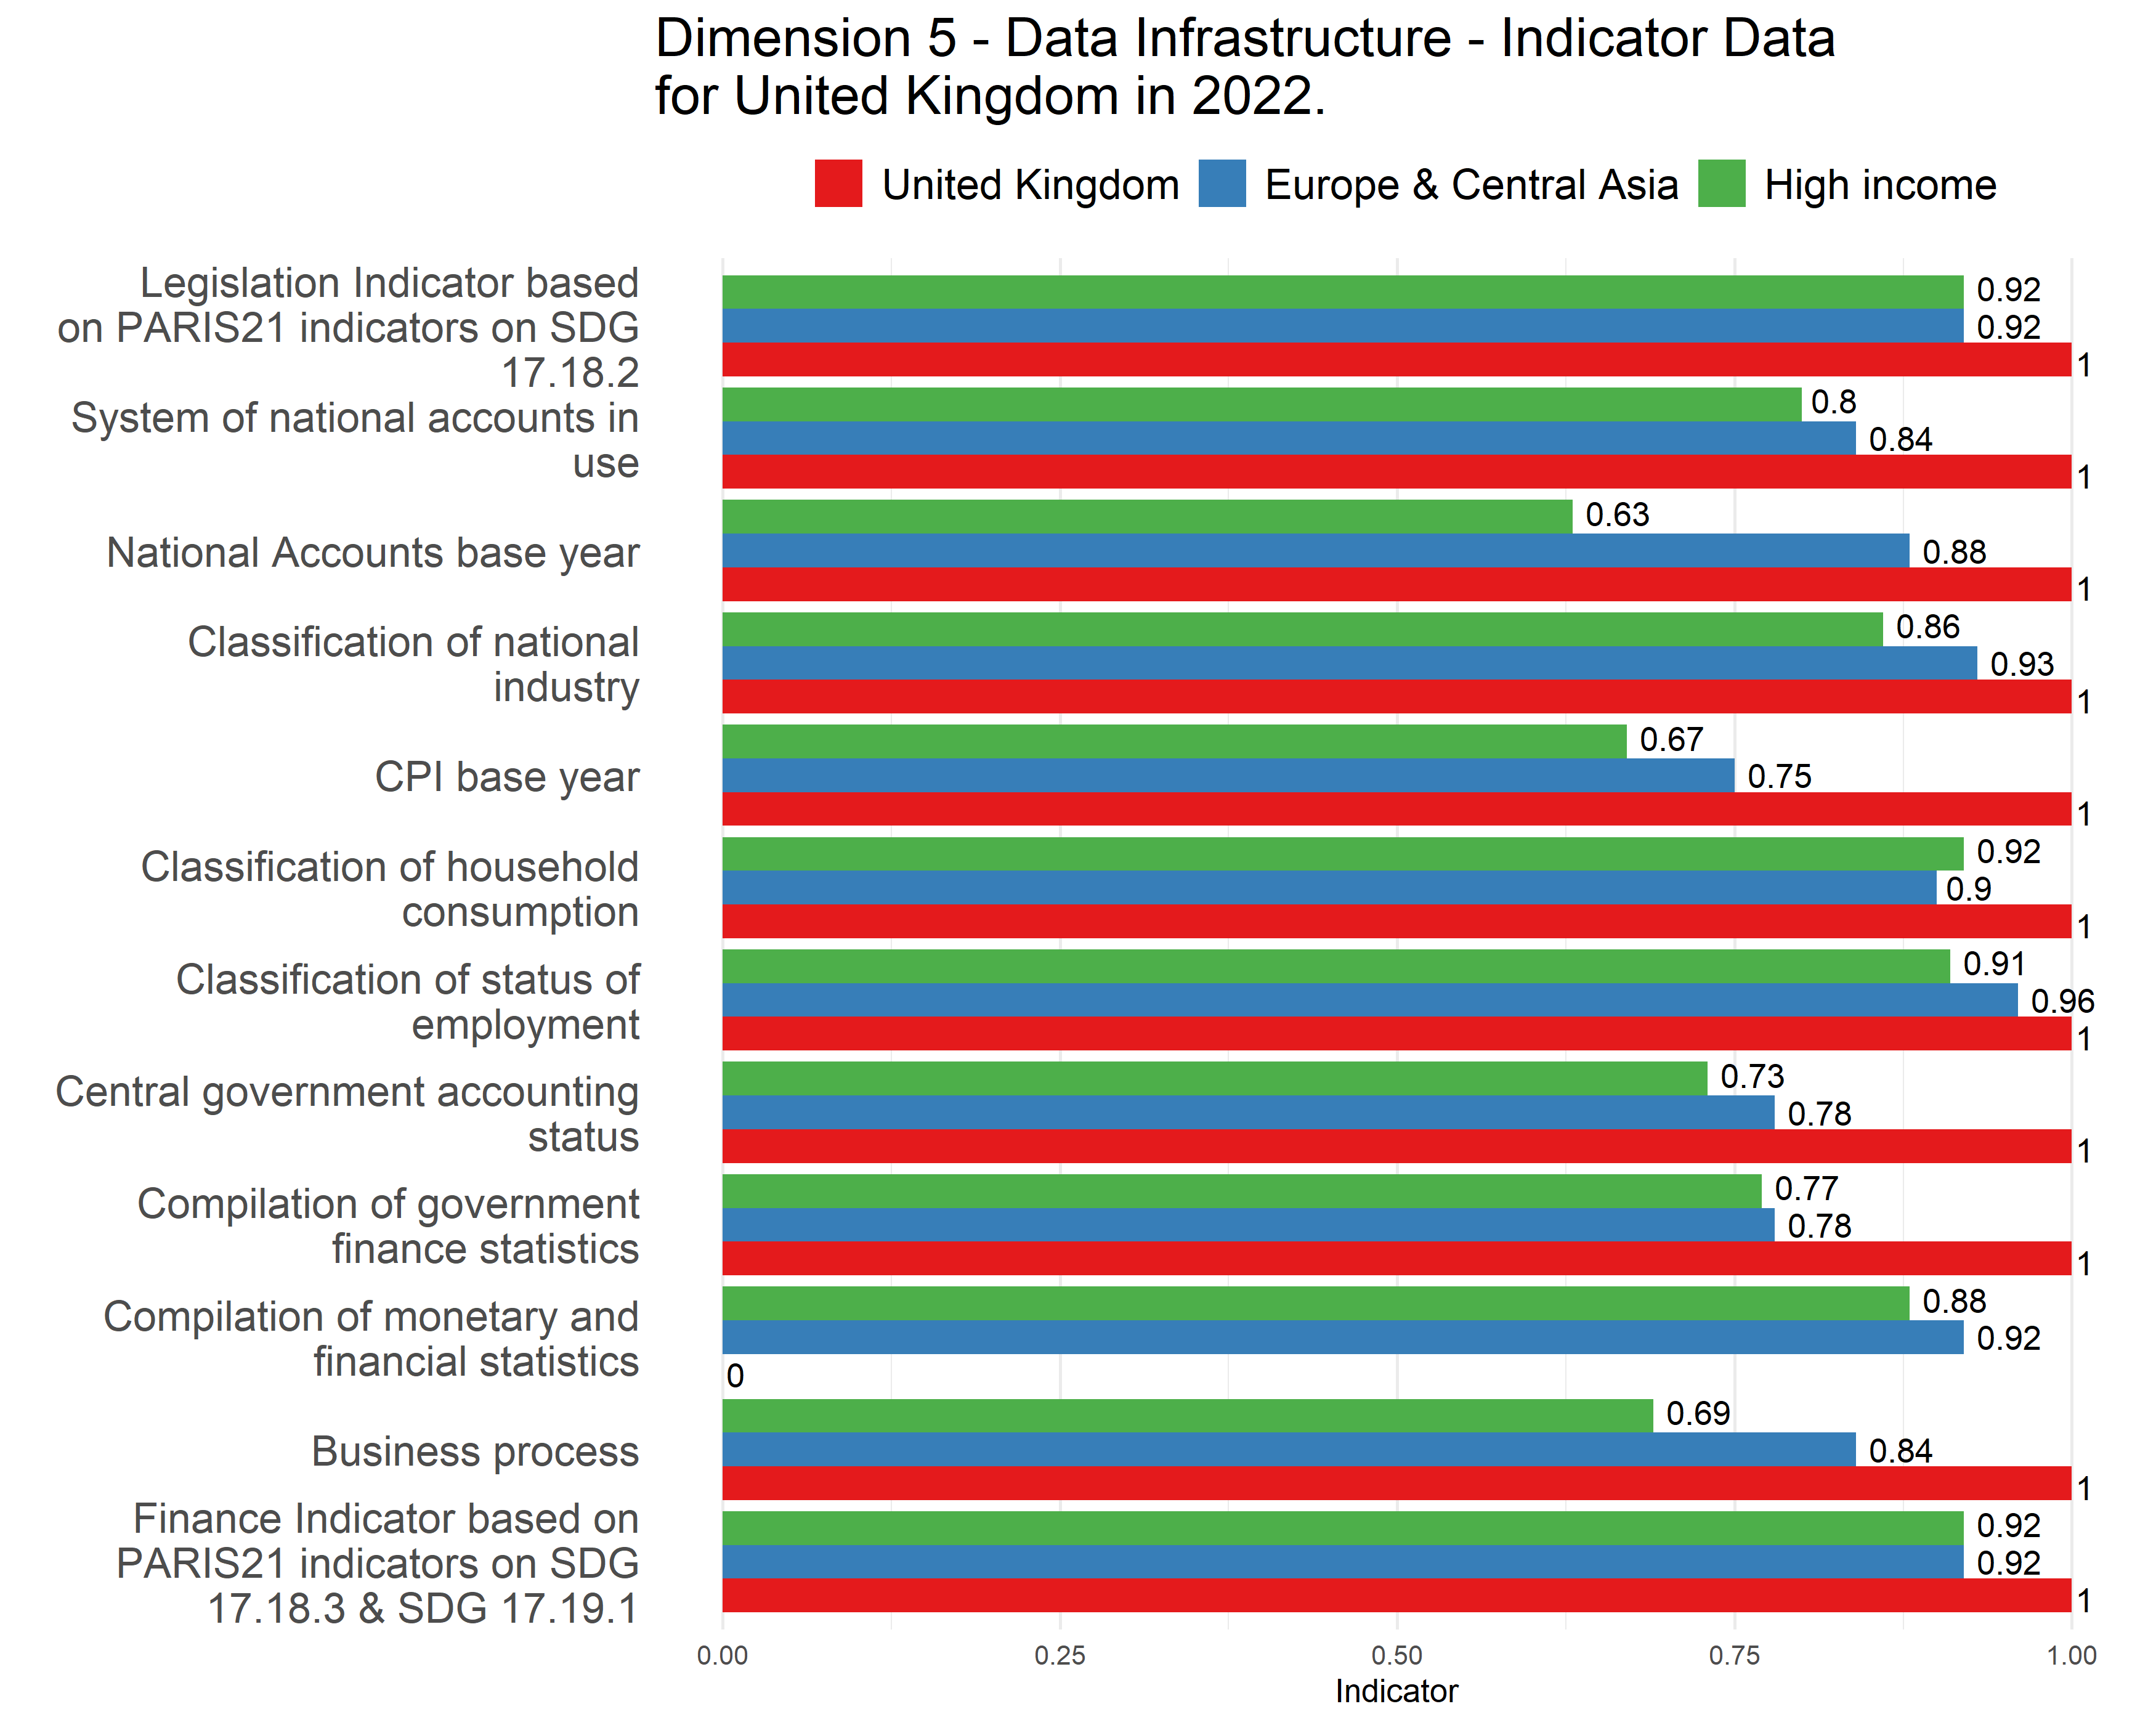 Dimension 5 - Data Infrastructure - Indicator Data
for United Kingdom in 2022.
United Kingdom Europe & Central Asia High income
Legislation Indicator based
on PARIS21 indicators on SDG
17.18.2
0.92
0.92
1
System of national accounts in
use
0.8
0.84
1
National Accounts base year
0.63
0.88
1
Classification of national
industry
0.86
0.93
1
CPI base year
0.67
0.75
1
Classification of household
consumption
0.92
0.9
1
Classification of status of
employment
0.91
0.96
1
Central government accounting
status
0.73
0.78
1
Compilation of government
finance statistics
0.77
0.78
1
Compilation of monetary and
financial statistics
0.88
0.92
0
Business process
0.69
0.84
1
Finance Indicator based on
PARIS21 indicators on SDG
17.18.3 & SDG 17.19.1
0.92
0.92
1
0.00 0.25 0.50 0.75 1.00
Indicator